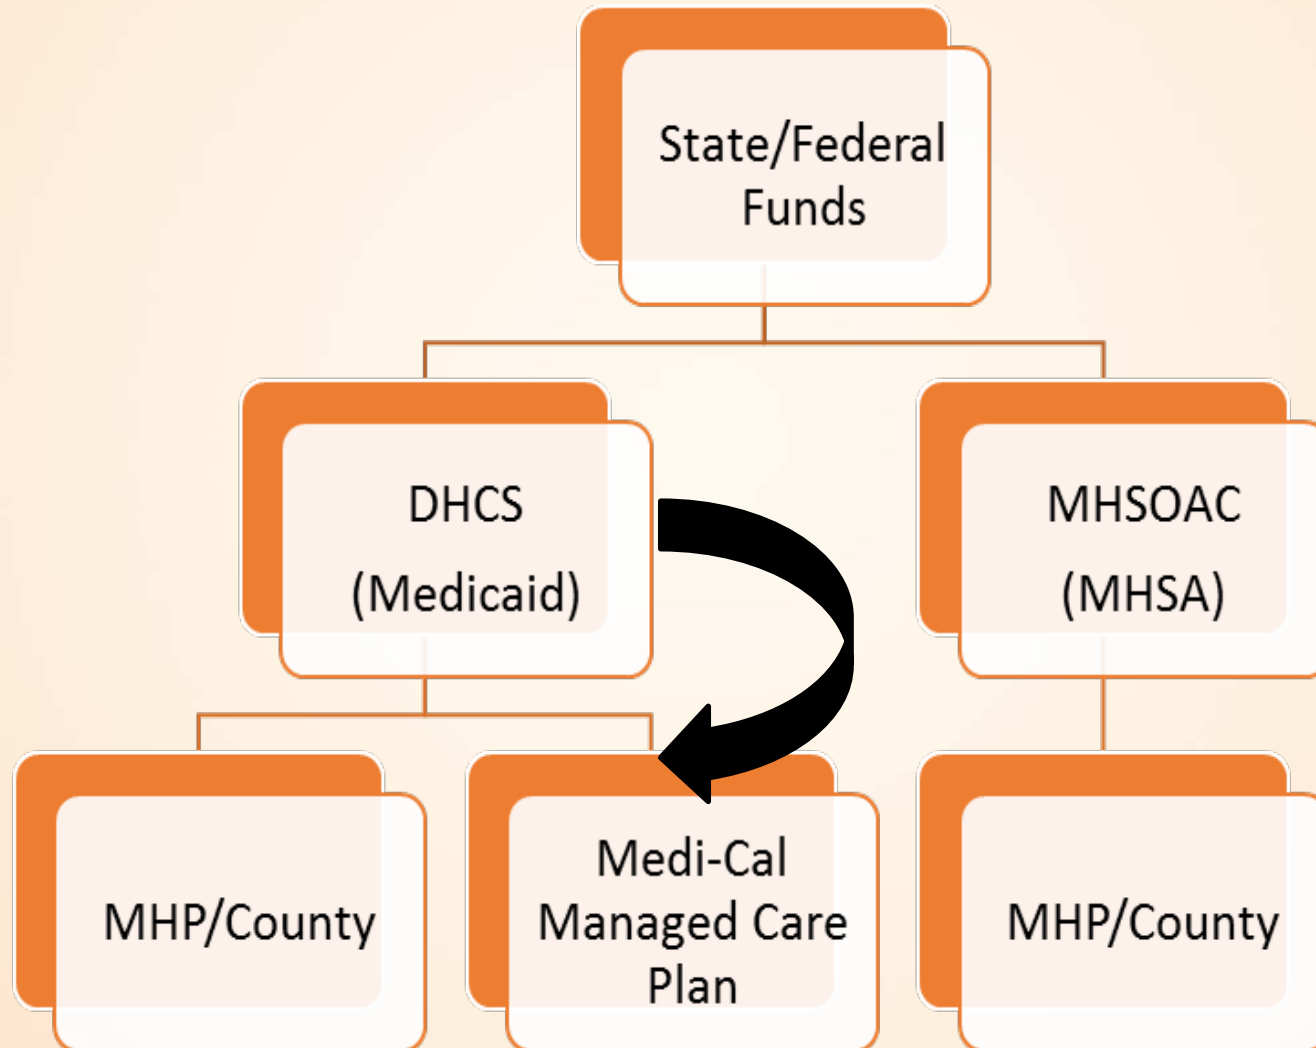 State/Federal
Funds
DHCS
(Medicaid)
MHSOAC
(MHSA)
MHP/County
Medi-Cal
Managed Care
Plan
MHP/County